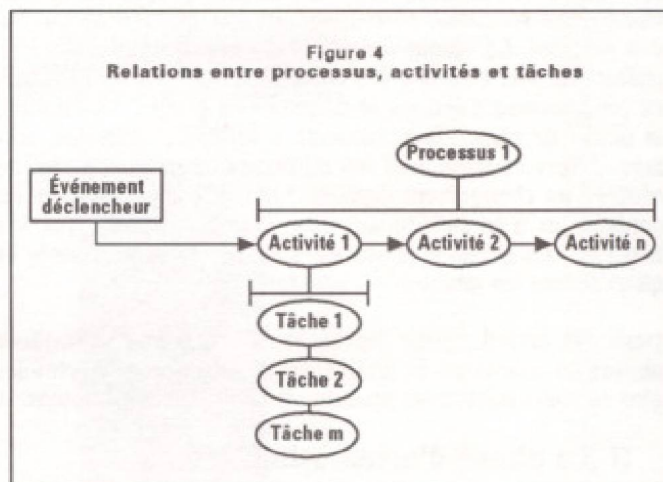 Figure 4
Relations entre processus, activités et tâches
Processus 1
Événement
déclencheur
Activité 1
Activité 2
Activité n
Tâche 1
Tâche 2
Tâche m